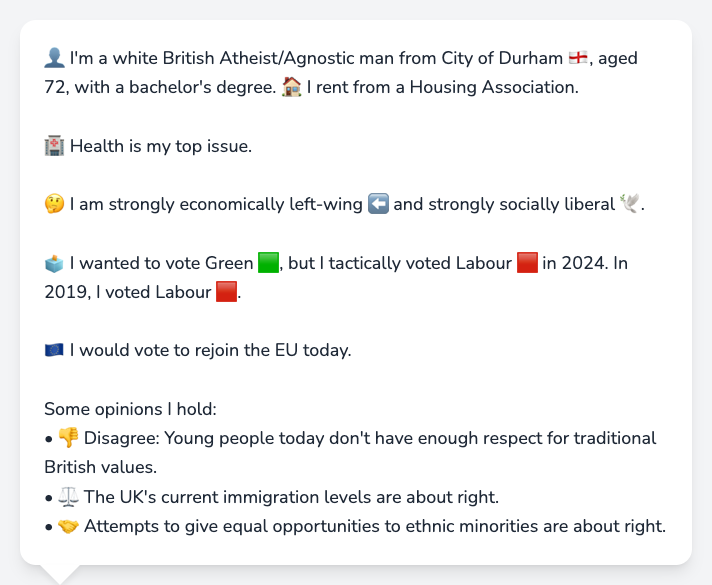 👤 I'm a white British Atheist/Agnostic man from City of Durham 🏴󠁧󠁢󠁥󠁮󠁧󠁿, aged
72, with a bachelor's degree. 🏠 I rent from a Housing Association.
🏥 Health is my top issue.
🤔 I am strongly economically left-wing ⬅️ and strongly socially liberal 🕊️.
🗳️ I wanted to vote Green 🟩, but I tactically voted Labour 🟥 in 2024. In
2019, I voted Labour 🟥.
🇪🇺 I would vote to rejoin the EU today.
Some opinions I hold:
• 👎 Disagree: Young people today don't have enough respect for traditional
British values.
• ⚖️ The UK's current immigration levels are about right.
• 🤝 Attempts to give equal opportunities to ethnic minorities are about right.